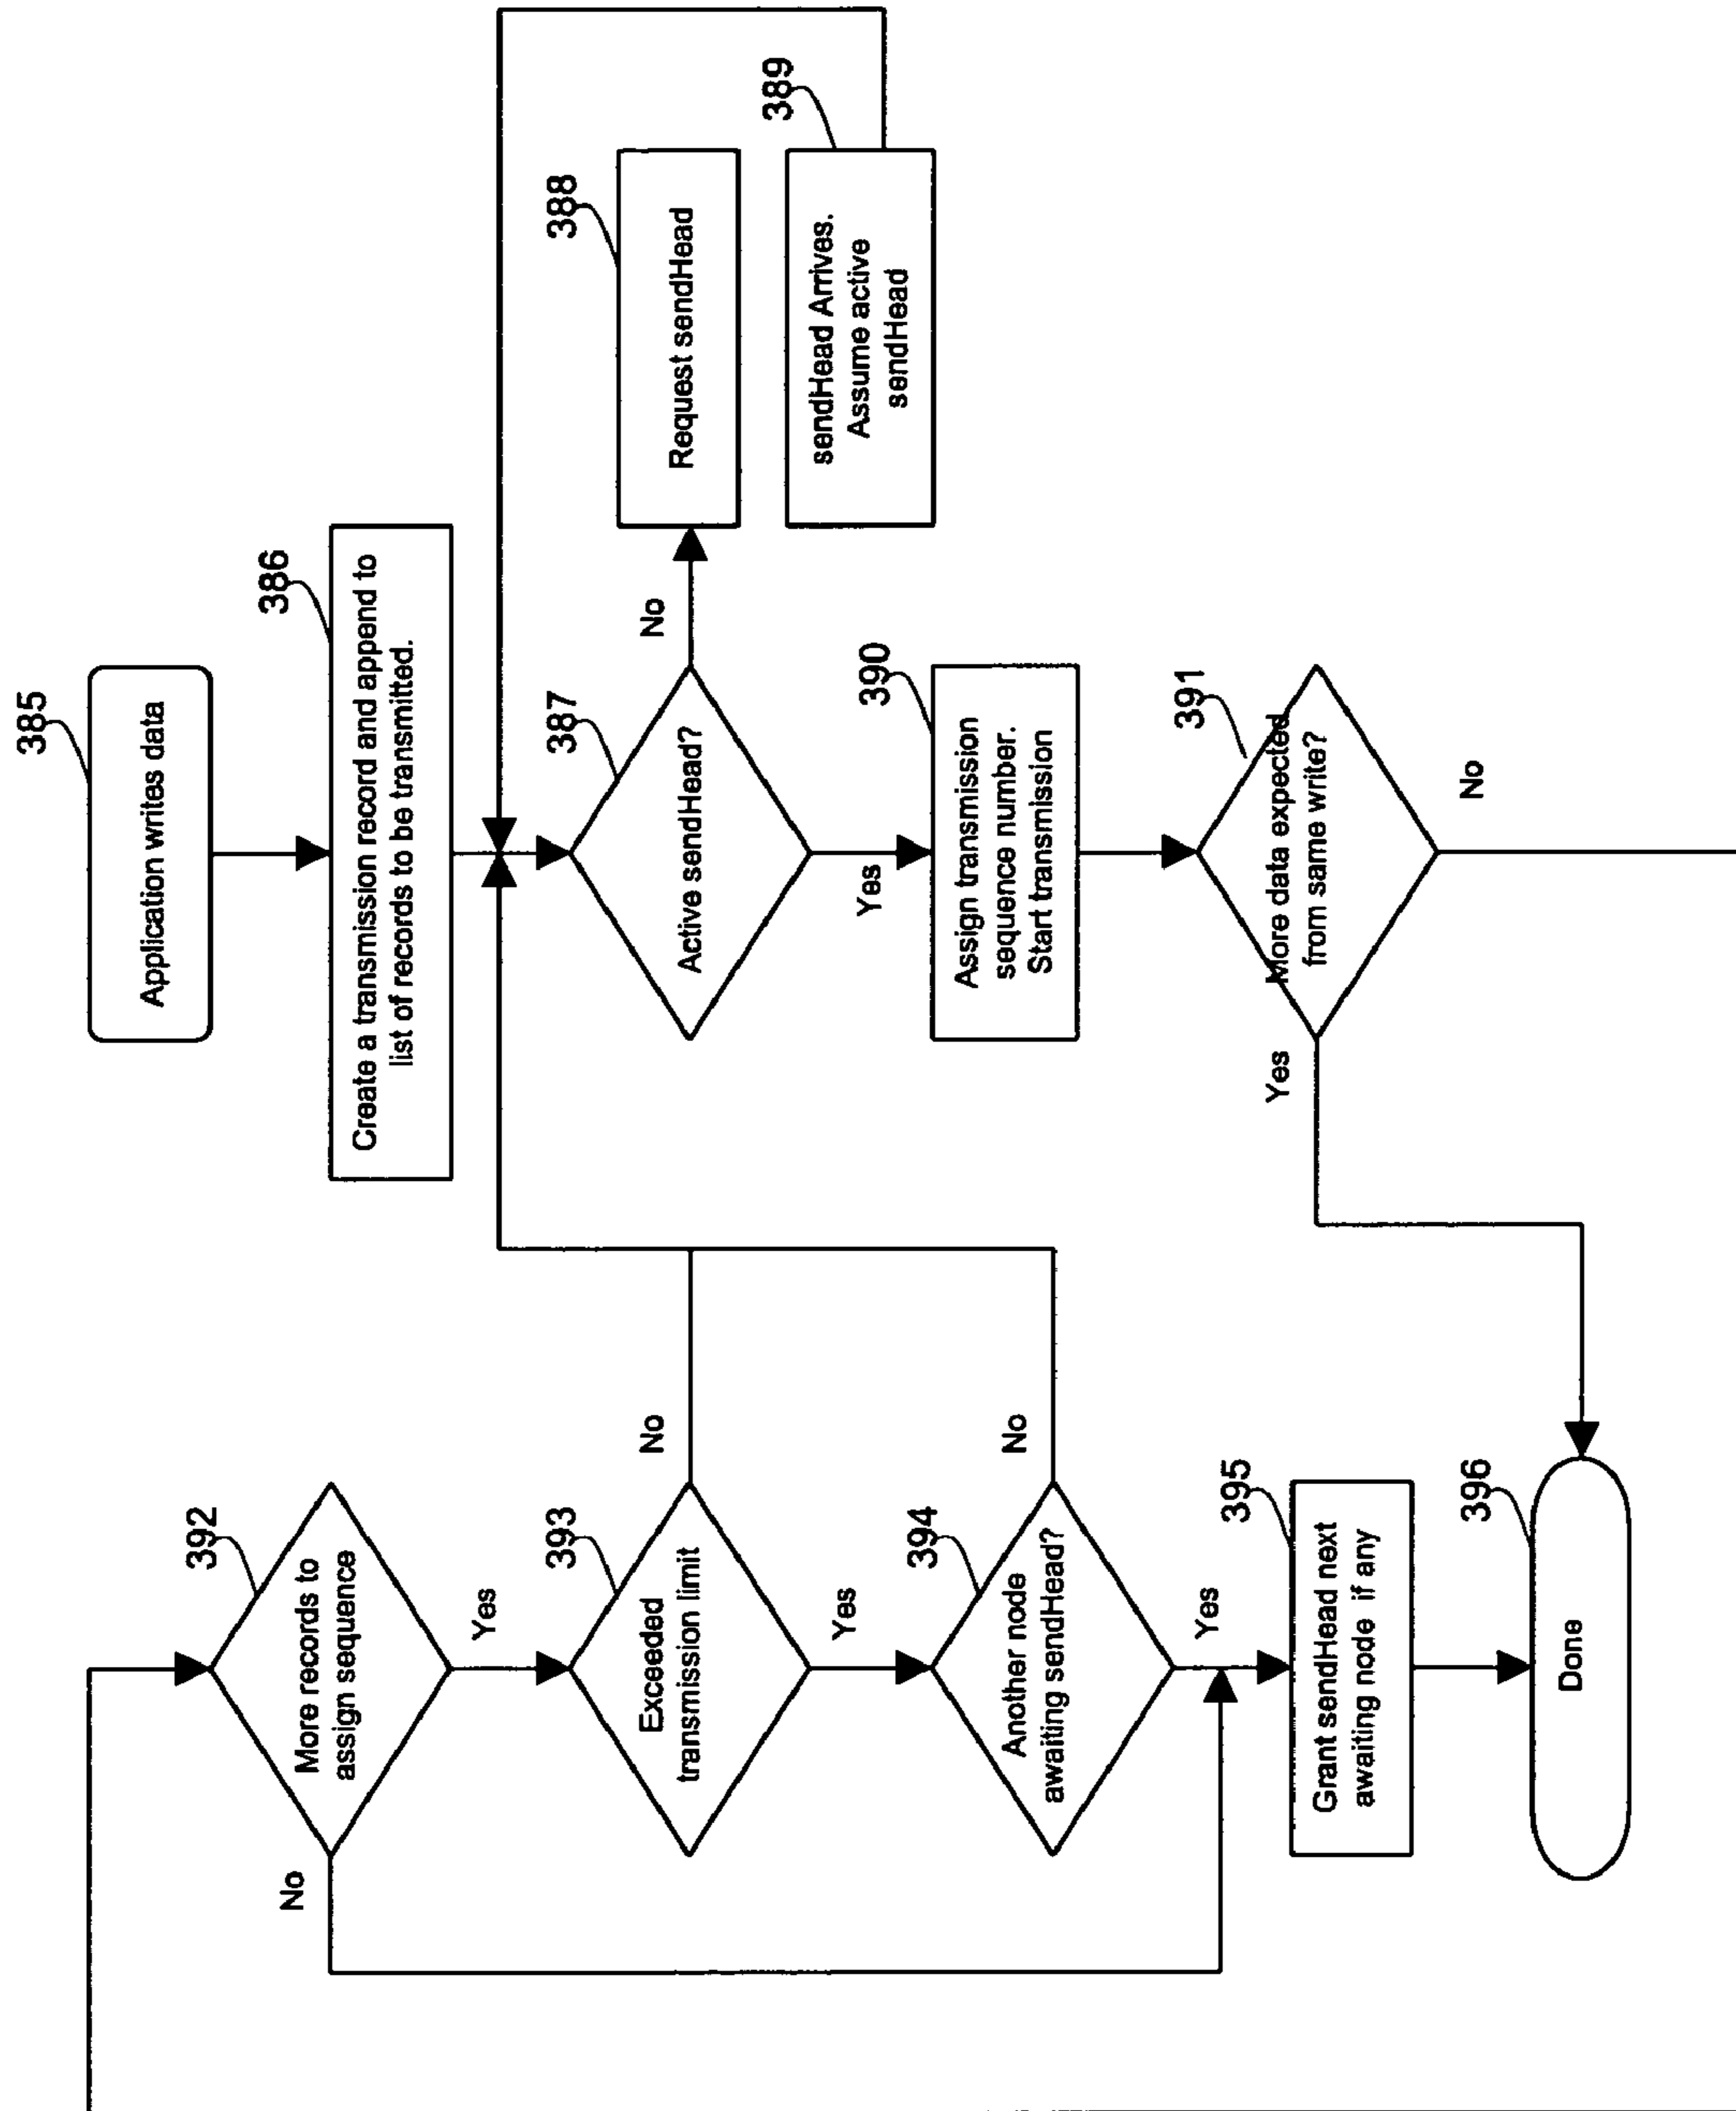 385
Application writes data
386
Create a transmission record and append to
list of records to be transmitted.
387
Active sendHead?
No
388
Request sendHead
389
sendHead Arrives.
Assume active
sendHead
Yes
390
Assign transmission
sequence number.
Start transmission
391
More data expected
from same write?
Yes
No
392
More records to
assign sequence
No
Yes
393
Exceeded
transmission limit
No
Yes
394
Another node
awaiting sendHead?
No
Yes
395
Grant sendHead next
awaiting node if any
396
Done